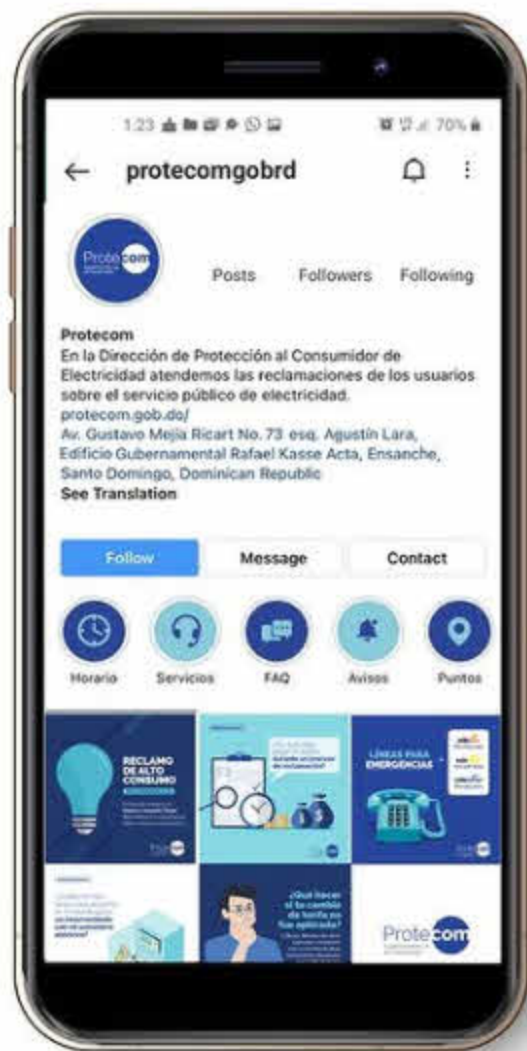 1:23
70%
protecomgobrd
Protecom
Posts Followers Following
Protecom
En la Dirección de Protección al Consumidor de
Electricidad atendemos las reclamaciones de los usuarios
sobre el servicio público de electricidad.
protecom.gob.do/
Av. Gustavo Mejía Ricart No. 73 esq. Agustín Lara,
Edificio Gubernamental Rafael Kasse Acta, Ensanche,
Santo Domingo, Dominican Republic
See Translation
Follow Message Contact
Horario Servicios FAQ Avisos Puntos
RECLAMO
DE ALTO
CONSUMO
Protecom
LÍNEAS PARA
EMERGENCIAS
¿Qué hacer
si tu cambio
de tarifa no
fue aplicado?
Protecom